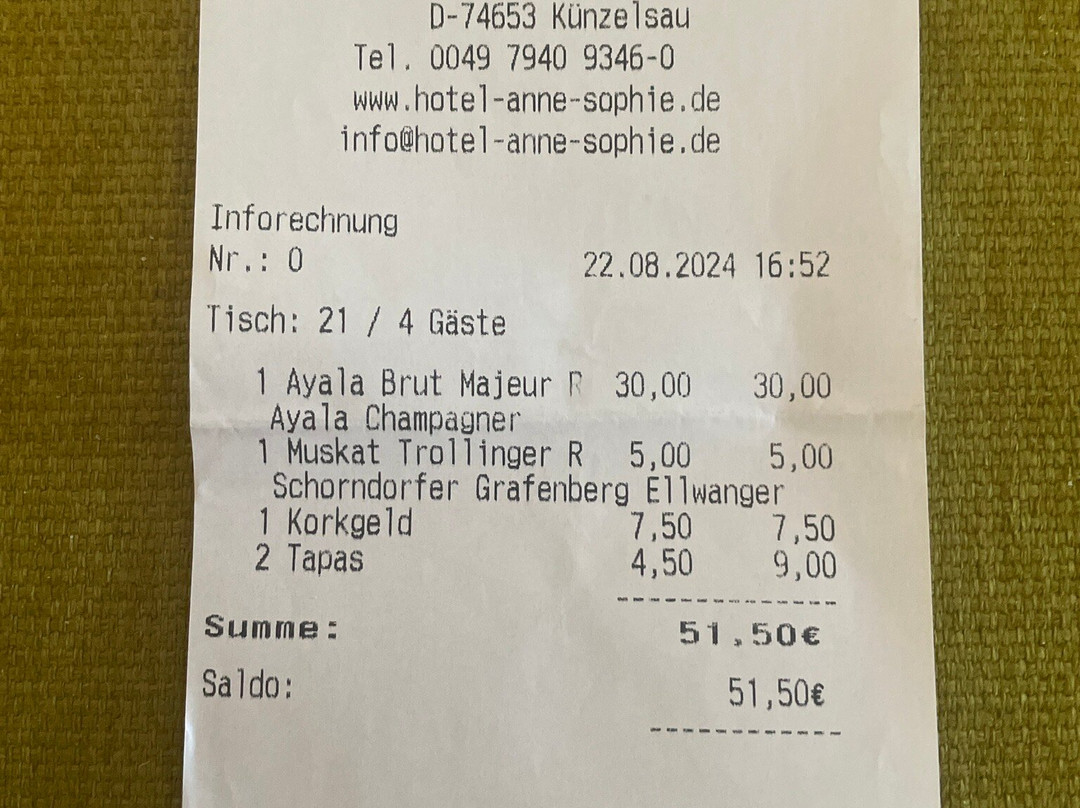 D-74653 Künzelsau
Tel. 0049 7940 9346-0
www.hotel-anne-sophie.de
info@hotel-anne-sophie.de
Inforechnung
Nr.: 0 22.08.2024 16:52
Tisch: 21 / 4 Gäste
1 Ayala Brut Majeur R 30,00 30,00
Ayala Champagner
1 Muskat Trollinger R 5,00 5,00
Schorndorfer Grafenberg Ellwanger
1 Korkgeld 7,50 7,50
2 Tapas 4,50 9,00
Summe: 51,50€
Saldo: 51,50€